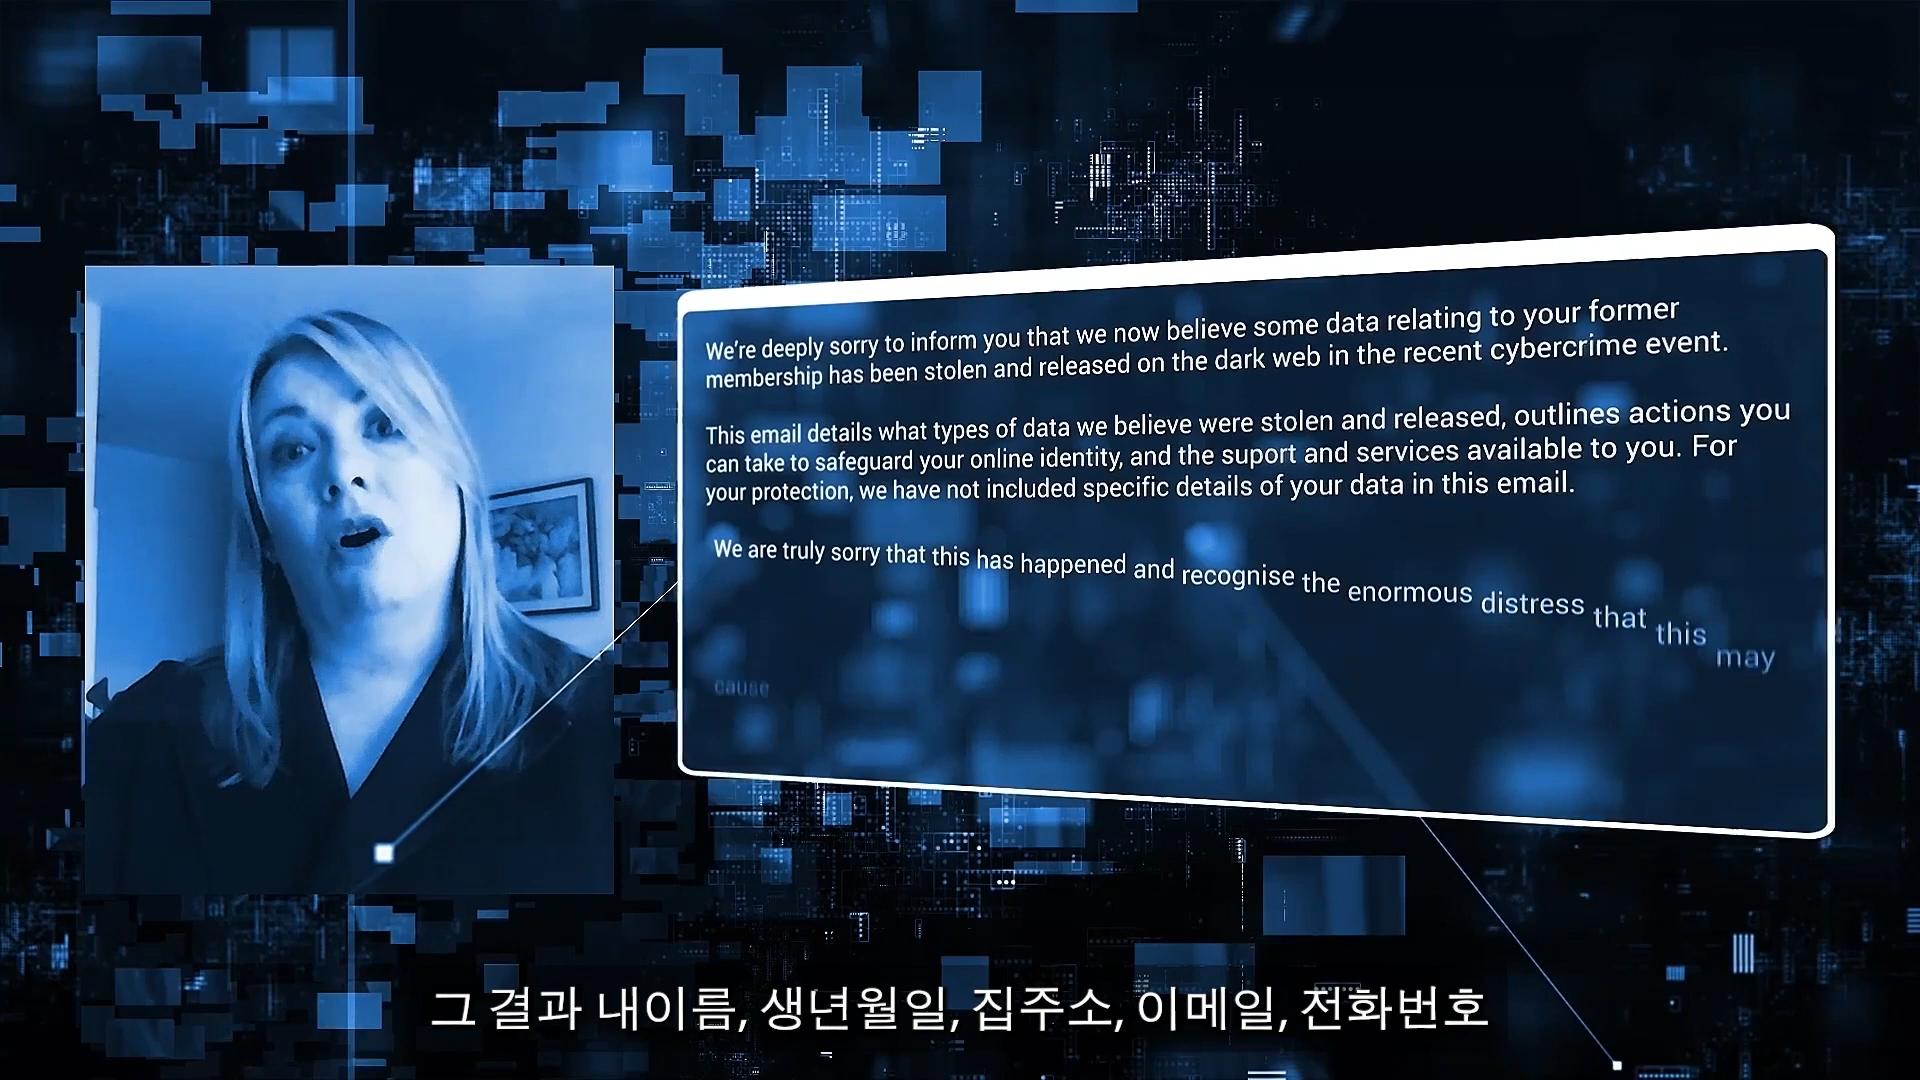 We're deeply sorry to inform you that we now believe some data relating to your former
membership has been stolen and released on the dark web in the recent cybercrime event.
This email details what types of data we believe were stolen and released, outlines actions you
can take to safeguard your online identity, and the suport and services available to you. For
your protection, we have not included specific details of your data in this email.
We are truly sorry that this has happened and recognise the enormous distress that this may
cause
그 결과 내이름, 생년월일, 집주소, 이메일, 전화번호